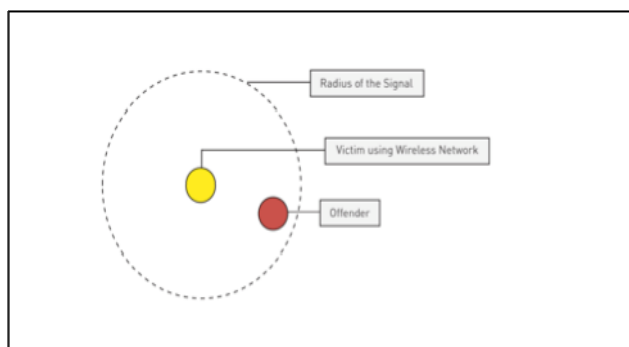 Radius of the Signal
Victim using Wireless Network
Offender